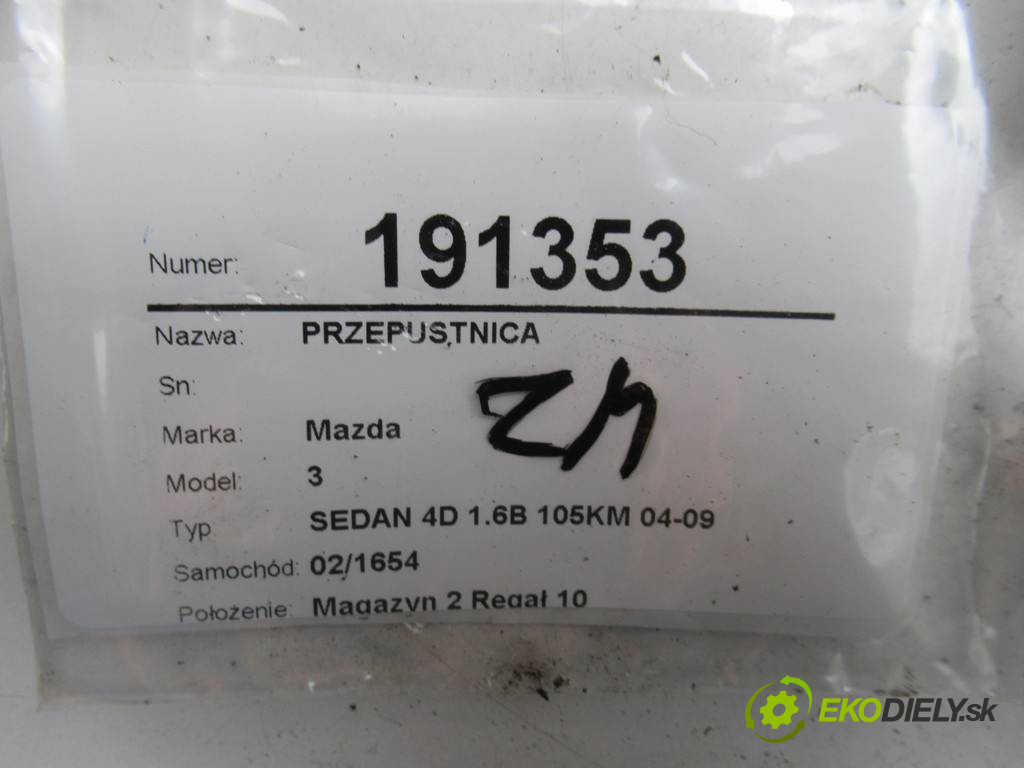 Numer: 191353
Nazwa: PRZEPUSTNICA
Sn:
Marka: Mazda
Model: 3
Typ SEDAN 4D 1.6B 105KM 04-09
Samochód: 02/1654
Położenie: Magazyn 2 Regał 10
EKODIELY.sk